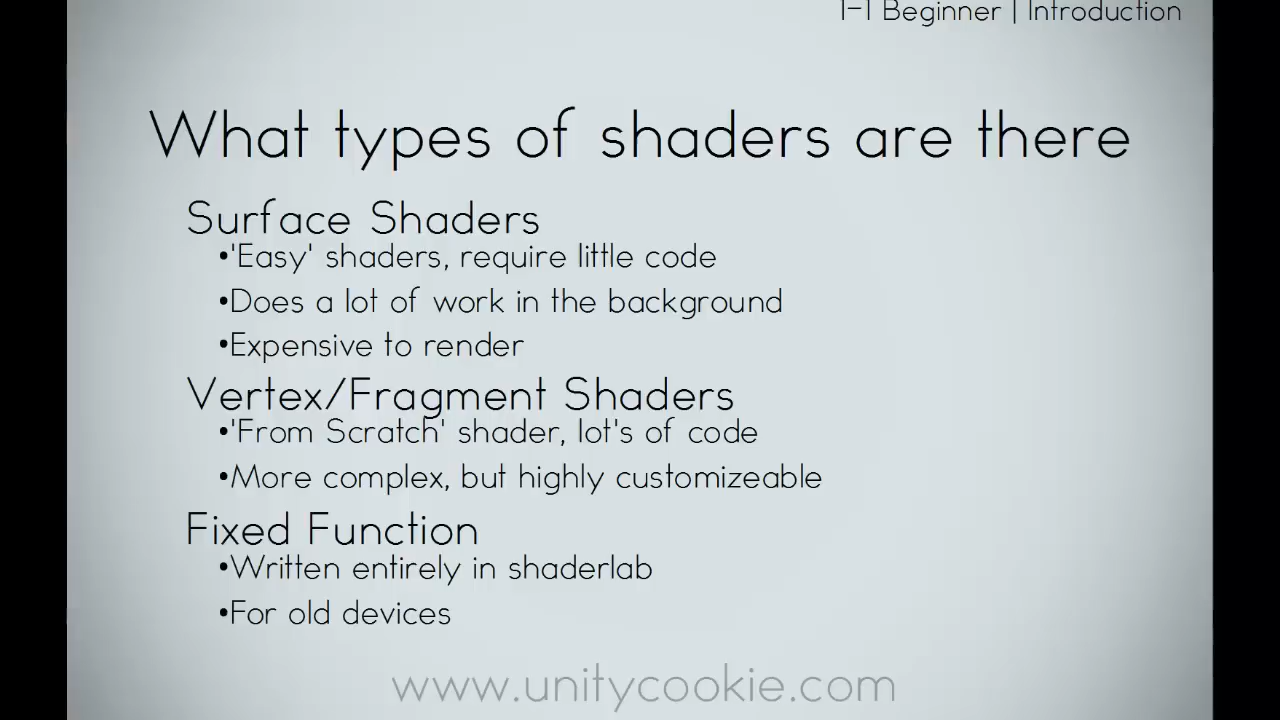 1-1 Beginner | Introduction
What types of shaders are there
Surface Shaders
•'Easy' shaders, require little code
•Does a lot of work in the background
•Expensive to render
Vertex/Fragment Shaders
•'From Scratch' shader, lot's of code
•More complex, but highly customizeable
Fixed Function
•Written entirely in shaderlab
•For old devices
www.unitycookie.com